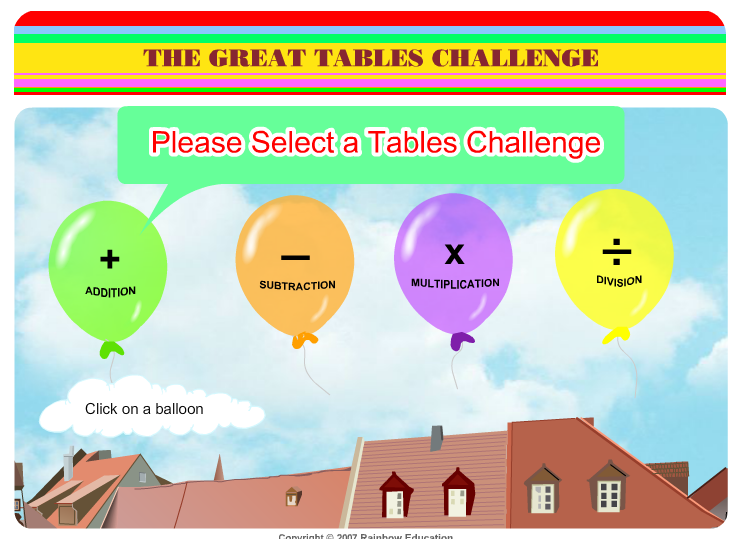 THE GREAT TABLES CHALLENGE
Please Select a Tables Challenge
+
ADDITION
−
SUBTRACTION
x
MULTIPLICATION
÷
DIVISION
Click on a balloon
Copyright © 2007 Rainbow Education